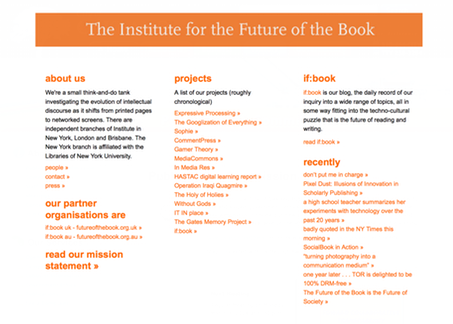 The Institute for the Future of the Book
about us
We're a small think-and-do tank
investigating the evolution of intellectual
discourse as it shifts from printed pages
to networked screens. There are
independent branches of Institute in
New York, London and Brisbane. The
New York branch is affiliated with the
Libraries of New York University.
people »
contact »
press »
our partner
organisations are
if:book uk - futureofthebook.org.uk »
if:book au - futureofthebook.org.au »
read our mission
statement »
projects
A list of our projects (roughly
chronological)
Expressive Processing »
The Googlization of Everything »
Sophie »
CommentPress »
Gamer Theory »
MediaCommons »
In Media Res »
HASTAC digital learning report »
Operation Iraqi Quagmire »
The Holy of Holies »
Without Gods »
IT IN place »
The Gates Memory Project »
if:book »
if:book
if:book is our blog, the daily record of our
inquiry into a wide range of topics, all in
some way fitting into the techno-cultural
puzzle that is the future of reading and
writing.
read if:book »
recently
don't put me in charge »
Pixel Dust: Illusions of Innovation in
Scholarly Publishing »
a high school teacher summarizes her
experiments with technology over the
past 20 years »
badly quoted in the NY Times this
morning »
SocialBook in Action »
"turning photography into a
communication medium" »
one year later . . . TOR is delighted to be
100% DRM-free »
The Future of the Book is the Future of
Society »